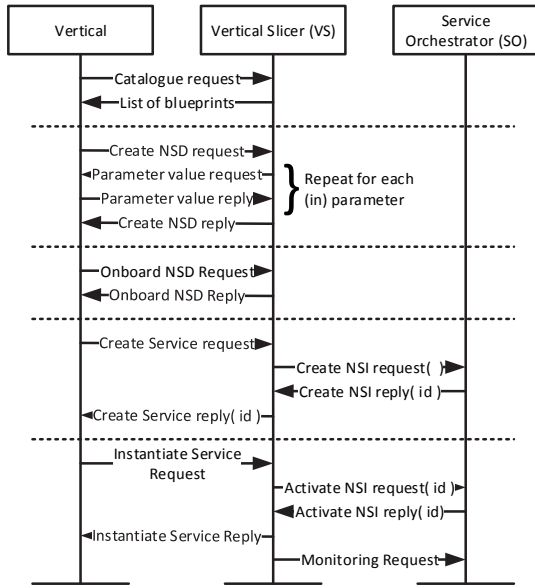 Vertical
Vertical Slicer (VS)
Service
Orchestrator (SO)
Catalogue request
List of blueprints
Create NSD request
Parameter value request
Parameter value reply
Create NSD reply
Repeat for each
(in) parameter
Onboard NSD Request
Onboard NSD Reply
Create Service request
Create NSI request( )
Create NSI reply( id )
Create Service reply( id )
Instantiate Service
Request
Activate NSI request( id )
Activate NSI reply( id)
Instantiate Service Reply
Monitoring Request